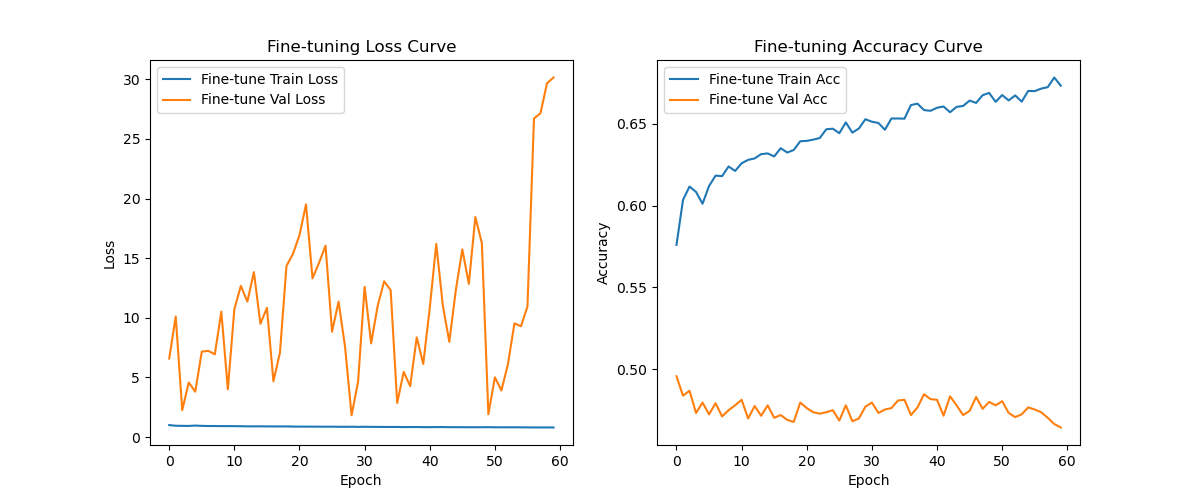 Fine-tuning Loss Curve
Fine-tune Train Loss
Fine-tune Val Loss
30
25
20
15
10
5
0
Loss
0 10 20 30 40 50 60
Epoch
Fine-tuning Accuracy Curve
Fine-tune Train Acc
Fine-tune Val Acc
0.65
0.60
0.55
0.50
Accuracy
0 10 20 30 40 50 60
Epoch